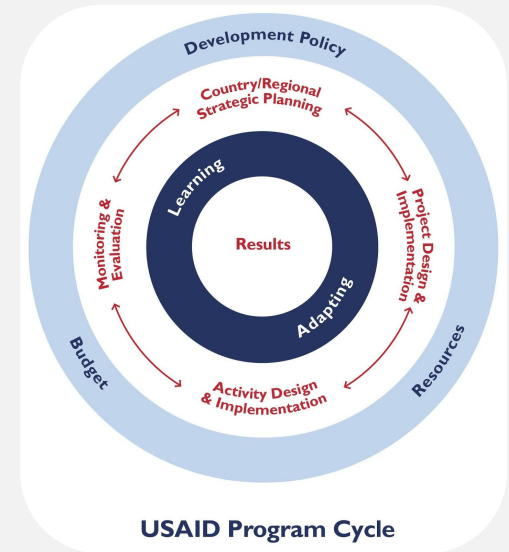 Development Policy
Country/Regional
Strategic Planning
Learning
Monitoring &
Evaluation
Results
Project Design &
Implementation
Adapting
Budget
Resources
Activity Design
& Implementation
USAID Program Cycle